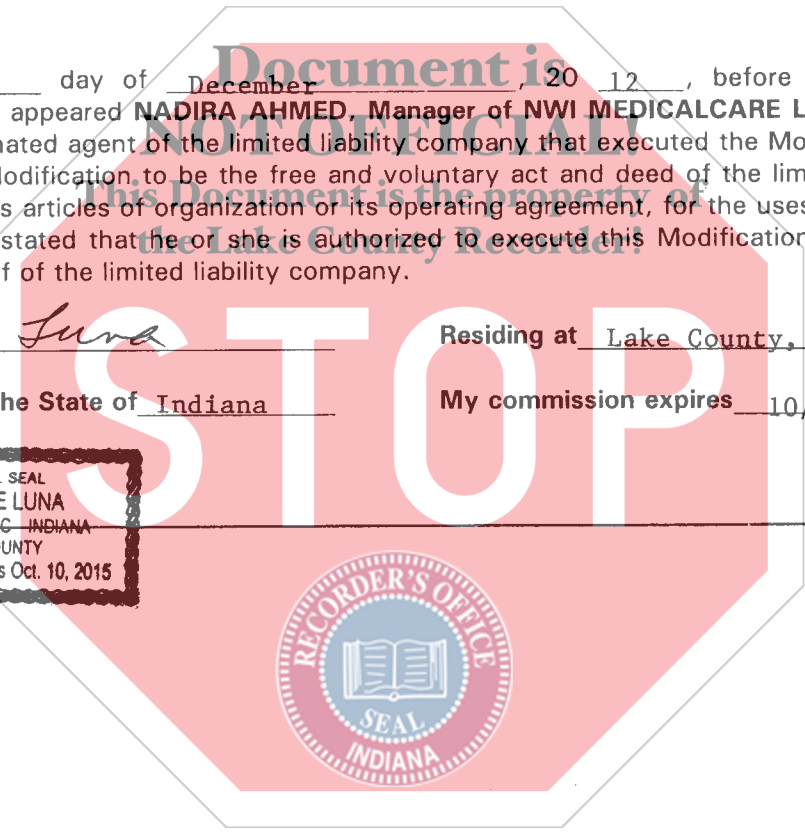 Document is
day of December, 20 12, before
appeared NADIRA AHMED, Manager of NWI MEDICALCARE L
NOT OFFICIAL!
nated agent of the limited liability company that executed the Mo
odification to be the free and voluntary act and deed of the lim
This Document is the property of
s articles of organization or its operating agreement, for the uses
the Lake County Recorder!
stated that he or she is authorized to execute this Modification
f of the limited liability company.
Luna Residing at Lake County,
he State of Indiana My commission expires 10,
STOP
SEAL
E LUNA
C INDIANA
UNTY
s Oct. 10, 2015
RECORDER'S OFFICE
SEAL
INDIANA